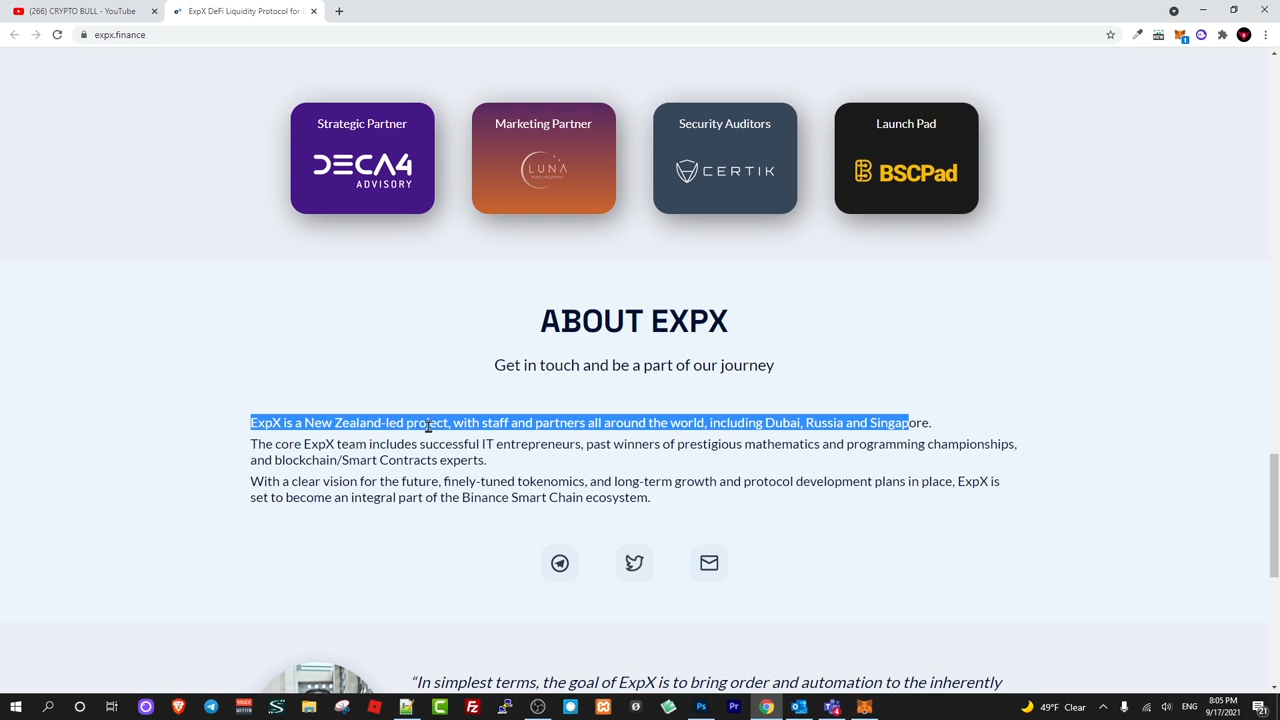 (266) CRYPTO BULL - YouTube
ExpX DeFi Liquidity Protocol for
expx.finance
1
Strategic Partner
Marketing Partner
Security Auditors
Launch Pad
DECA4
ADVISORY
LUNA
PUBLIC RELATIONS
CERTIK
BSCPad
ABOUT EXPX
Get in touch and be a part of our journey
ExpX is a New Zealand-led project, with staff and partners all around the world, including Dubai, Russia and Singapore.
The core ExpX team includes successful IT entrepreneurs, past winners of prestigious mathematics and programming championships,
and blockchain/Smart Contracts experts.
With a clear vision for the future, finely-tuned tokenomics, and long-term growth and protocol development plans in place, ExpX is
set to become an integral part of the Binance Smart Chain ecosystem.
“In simplest terms, the goal of ExpX is to bring order and automation to the inherently
Ps
Pr
49°F Clear
8:05 PM
9/17/2021
21